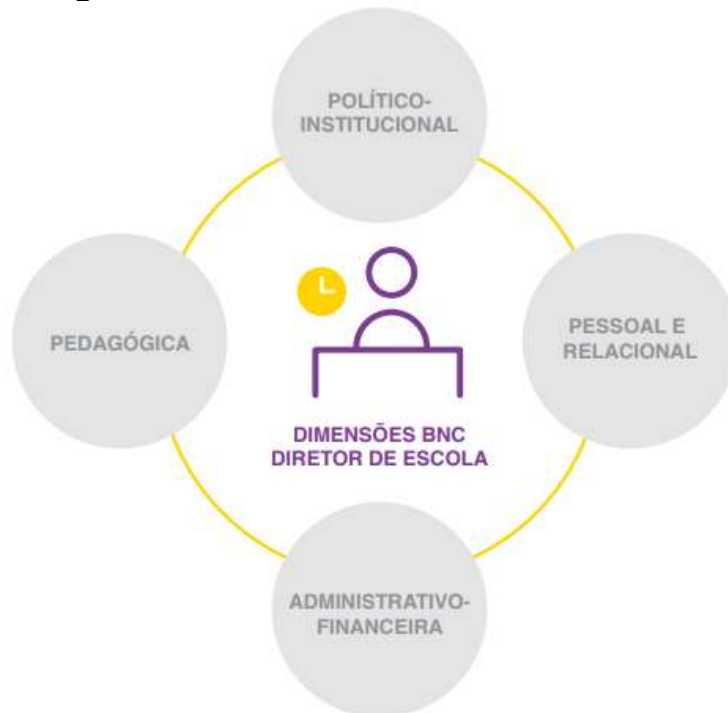 POLÍTICO-
INSTITUCIONAL
PEDAGÓGICA
PESSOAL E
RELACIONAL
DIMENSÕES BNC
DIRETOR DE ESCOLA
ADMINISTRATIVO-
FINANCEIRA